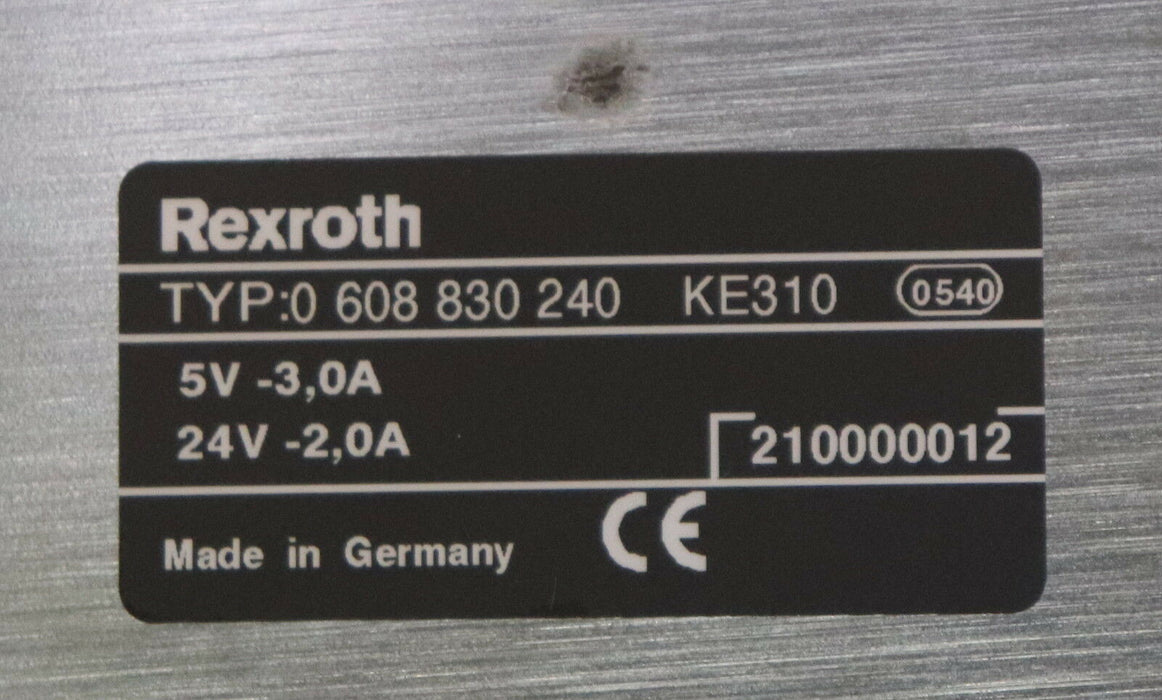 Rexroth
TYP:0 608 830 240 KE310 0540
5V -3,0A
24V -2,0A
210000012
Made in Germany CE